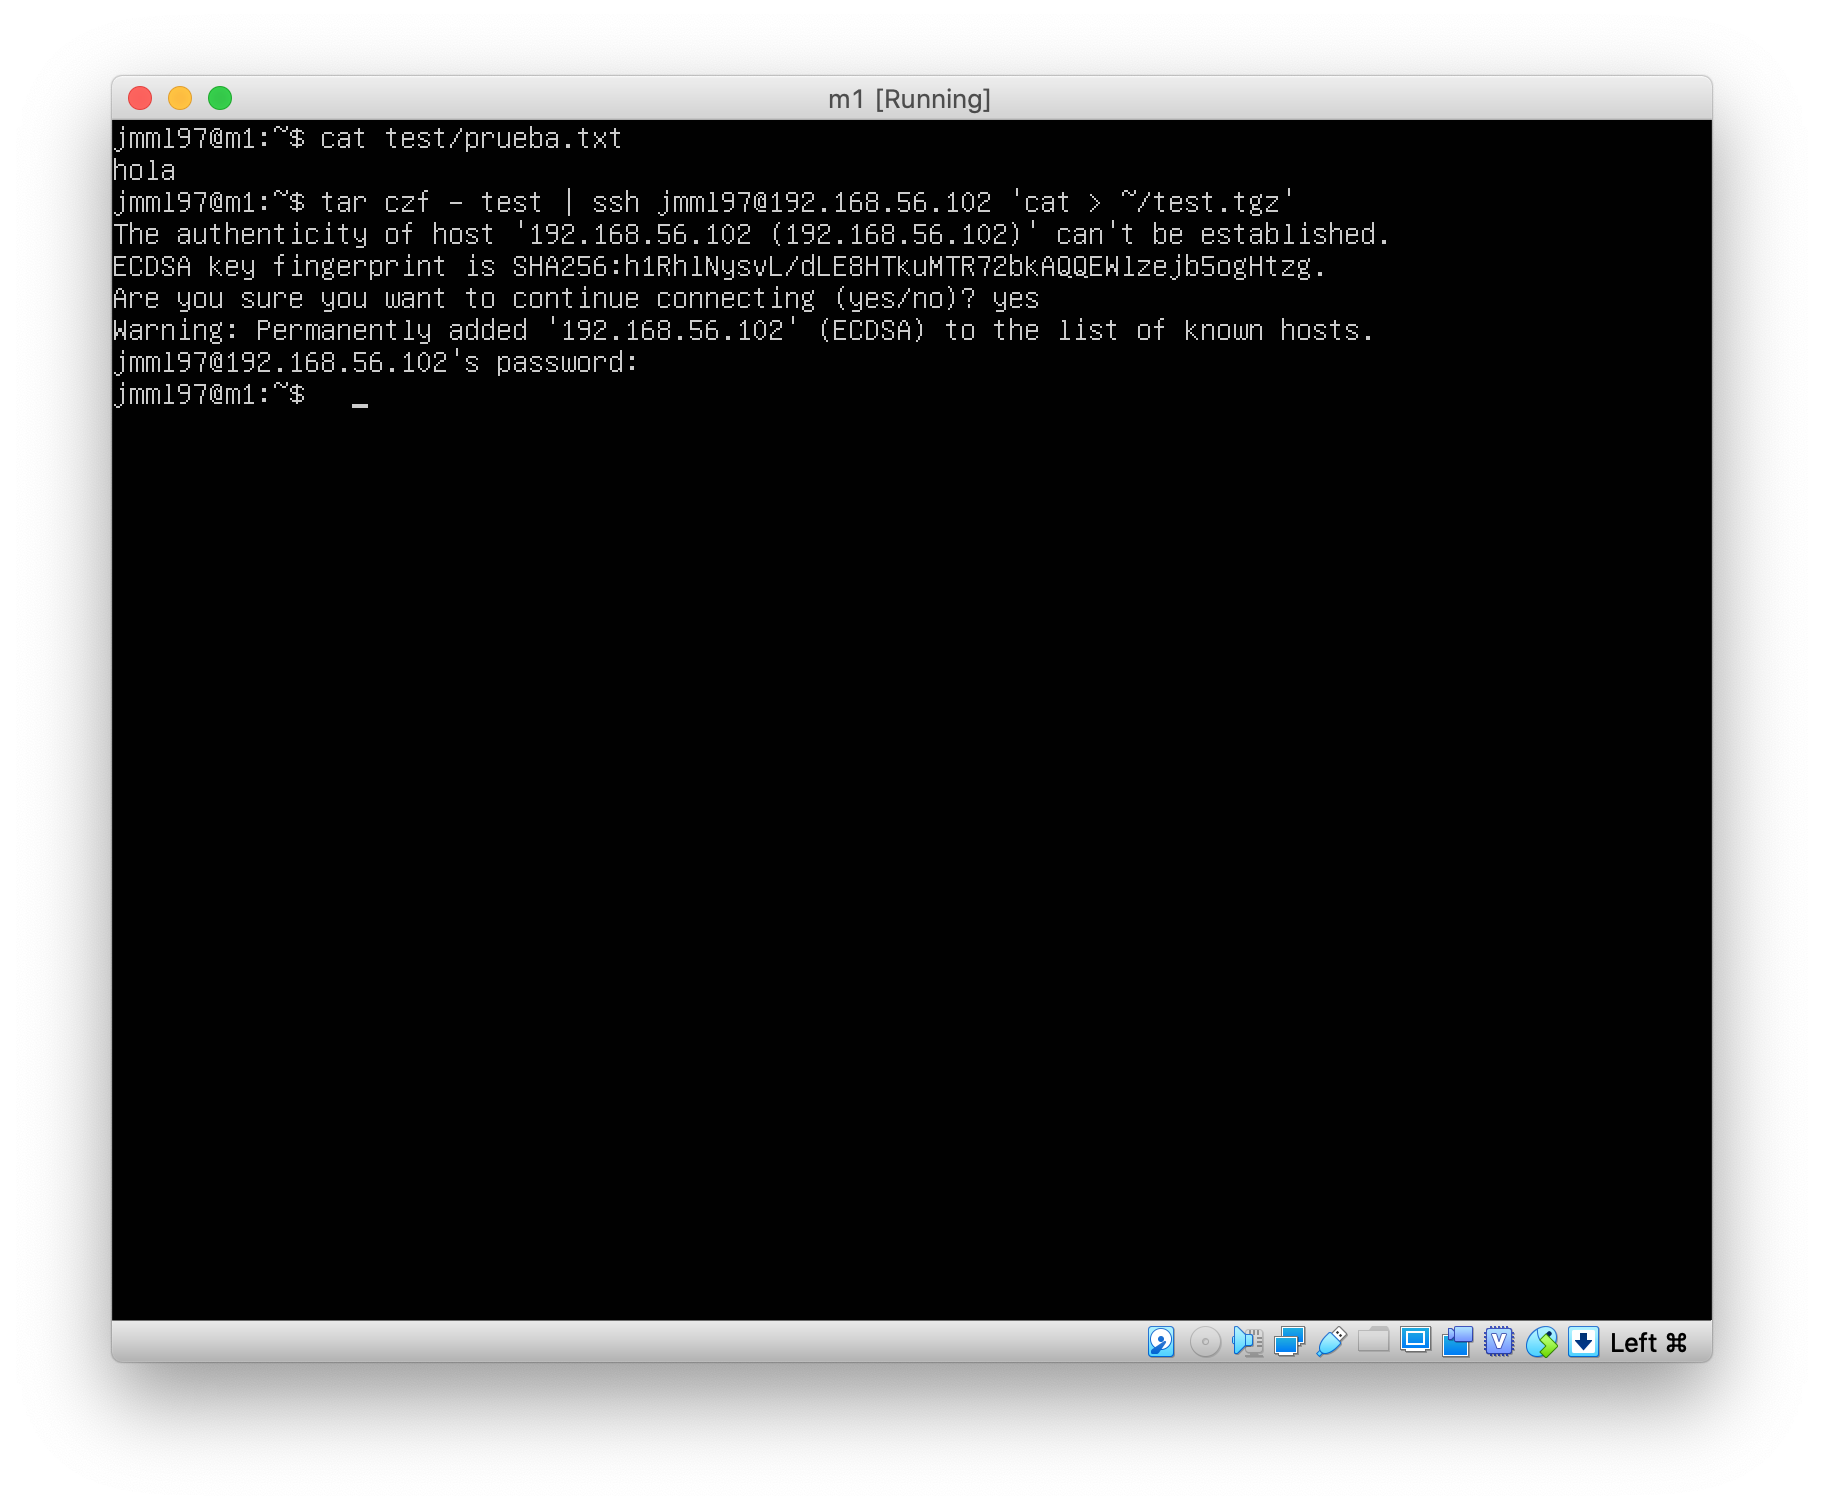 m1 [Running]
jmml97@m1:~$ cat test/prueba.txt
hola
jmml97@m1:~$ tar czf - test | ssh jmml97@192.168.56.102 'cat > ~/test.tgz'
The authenticity of host '192.168.56.102 (192.168.56.102)' can't be established.
ECDSA key fingerprint is SHA256:h1RhlNysvL/dLE8HTkuMTR72bkAQQEWlzejb5ogHtzg.
Are you sure you want to continue connecting (yes/no)? yes
Warning: Permanently added '192.168.56.102' (ECDSA) to the list of known hosts.
jmml97@192.168.56.102's password:
jmml97@m1:~$   _
Left ⌘